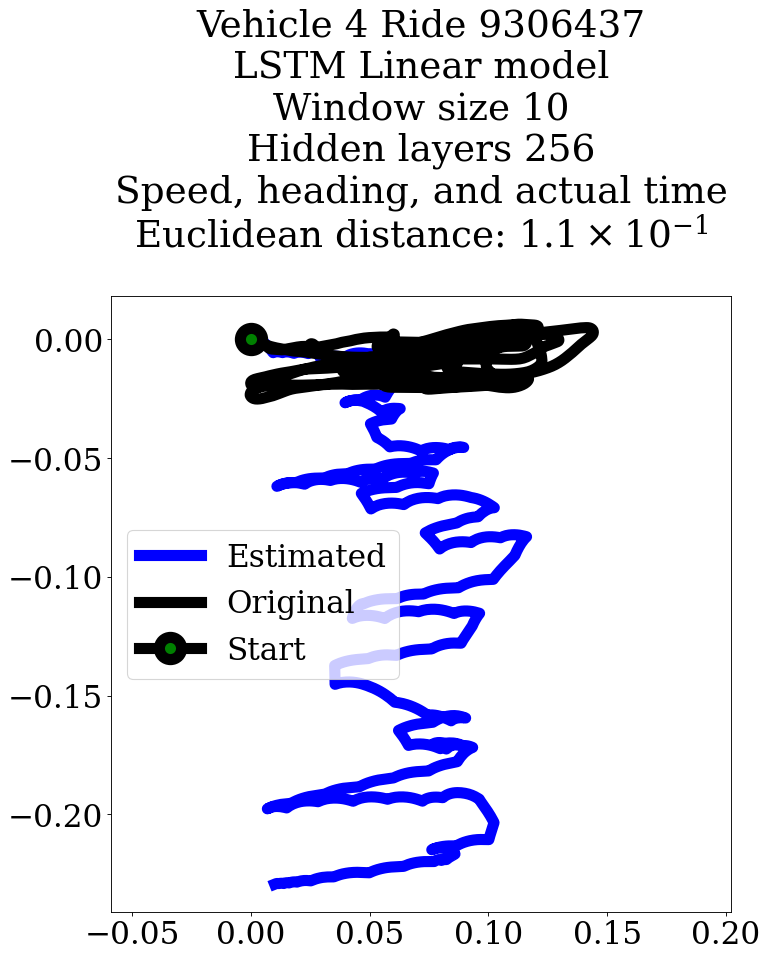 Vehicle 4 Ride 9306437
LSTM Linear model
Window size 10
Hidden layers 256
Speed, heading, and actual time
Euclidean distance: 1.1 × 10⁻¹
0.00
−0.05
−0.10
−0.15
−0.20
Estimated
Original
Start
−0.05 0.00 0.05 0.10 0.15 0.20